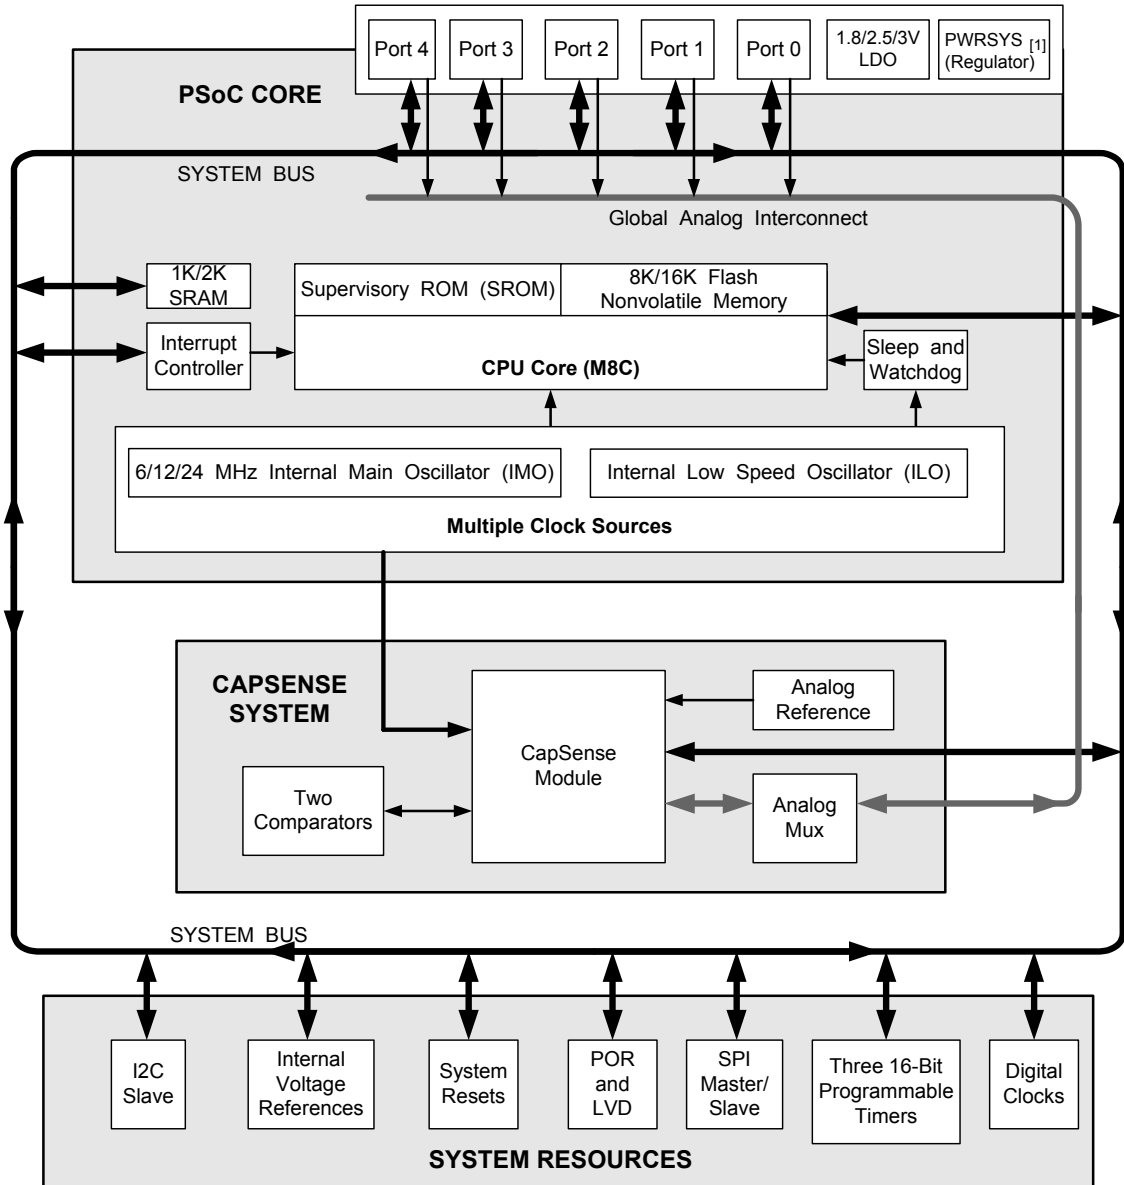 Port 4
Port 3
Port 2
Port 1
Port 0
1.8/2.5/3V
LDO
PWRSYS [1]
(Regulator)
PSoC CORE
SYSTEM BUS
Global Analog Interconnect
1K/2K
SRAM
Supervisory ROM (SROM)
8K/16K Flash
Nonvolatile Memory
Interrupt
Controller
CPU Core (M8C)
Sleep and
Watchdog
6/12/24 MHz Internal Main Oscillator (IMO)
Internal Low Speed Oscillator (ILO)
Multiple Clock Sources
CAPSENSE
SYSTEM
CapSense
Module
Analog
Reference
Two
Comparators
Analog
Mux
SYSTEM BUS
I2C
Slave
Internal
Voltage
References
System
Resets
POR
and
LVD
SPI
Master/
Slave
Three 16-Bit
Programmable
Timers
Digital
Clocks
SYSTEM RESOURCES